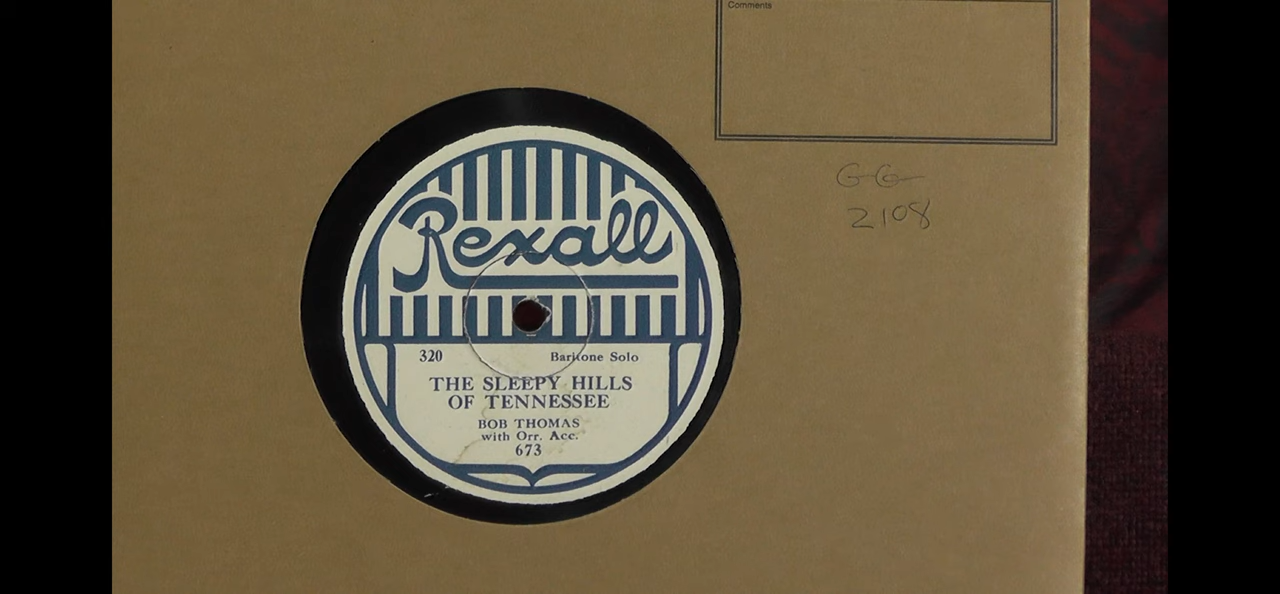 Comments
GG
2108
Rexall
320 Baritone Solo
THE SLEEPY HILLS
OF TENNESSEE
BOB THOMAS
with Orr. Acc.
673